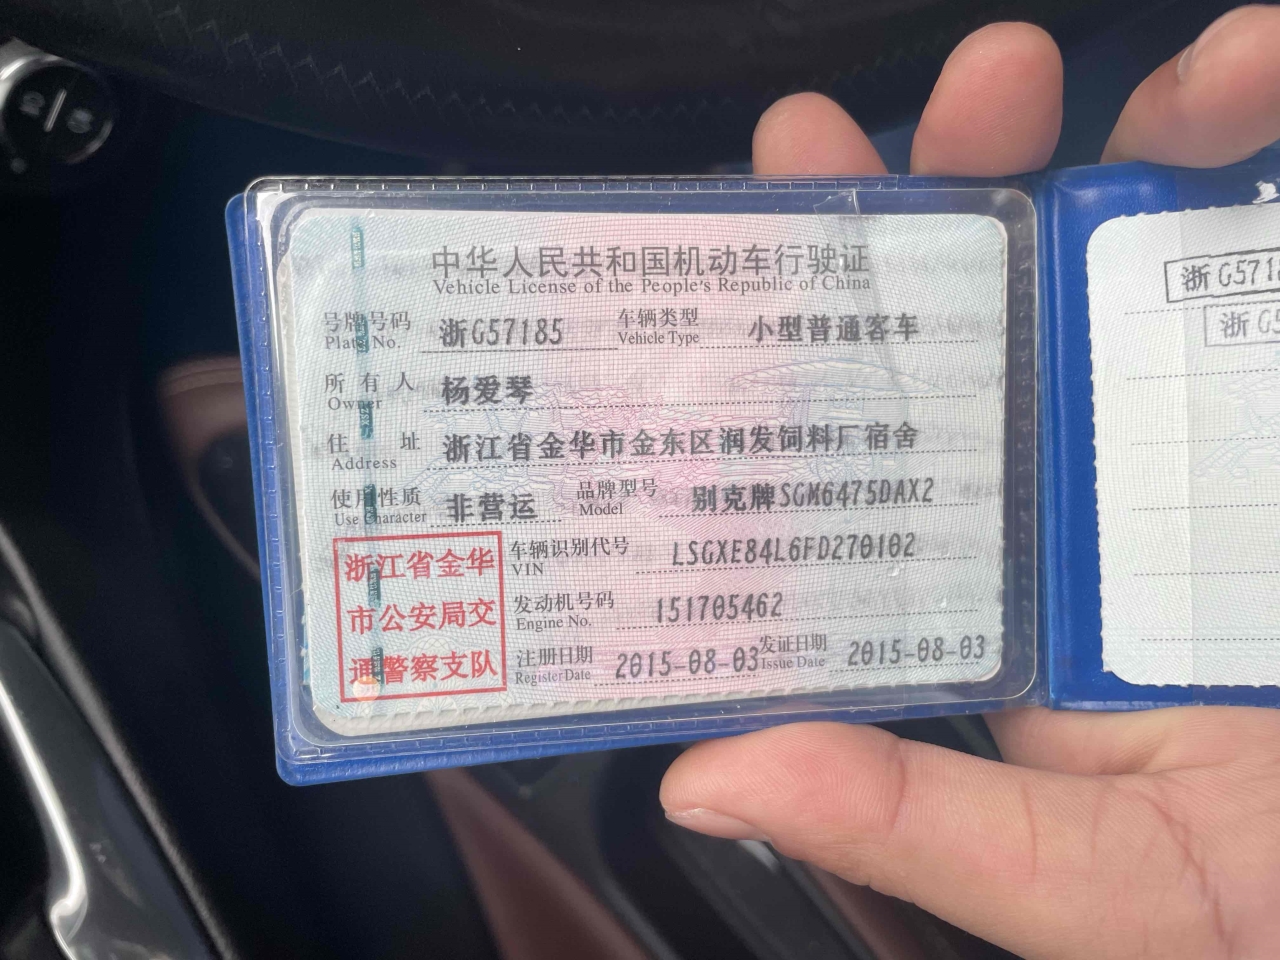 中华人民共和国机动车行驶证
Vehicle License of the People's Republic of China
号牌号码 浙G57185 车辆类型 小型普通客车
Plate No. Vehicle Type
所有人 杨爱琴
Owner
住址 浙江省金华市金东区润发饲料厂宿舍
Address
使用性质 非营运 品牌型号 别克牌SGM6475DAX2
Use Character Model
浙江省金华
市公安局交
通警察支队
车辆识别代号 LSGXE84L6FD270102
VIN
发动机号码 151705462
Engine No.
注册日期 2015-08-03 发证日期 2015-08-03
Register Date Issue Date
浙G571
浙G5